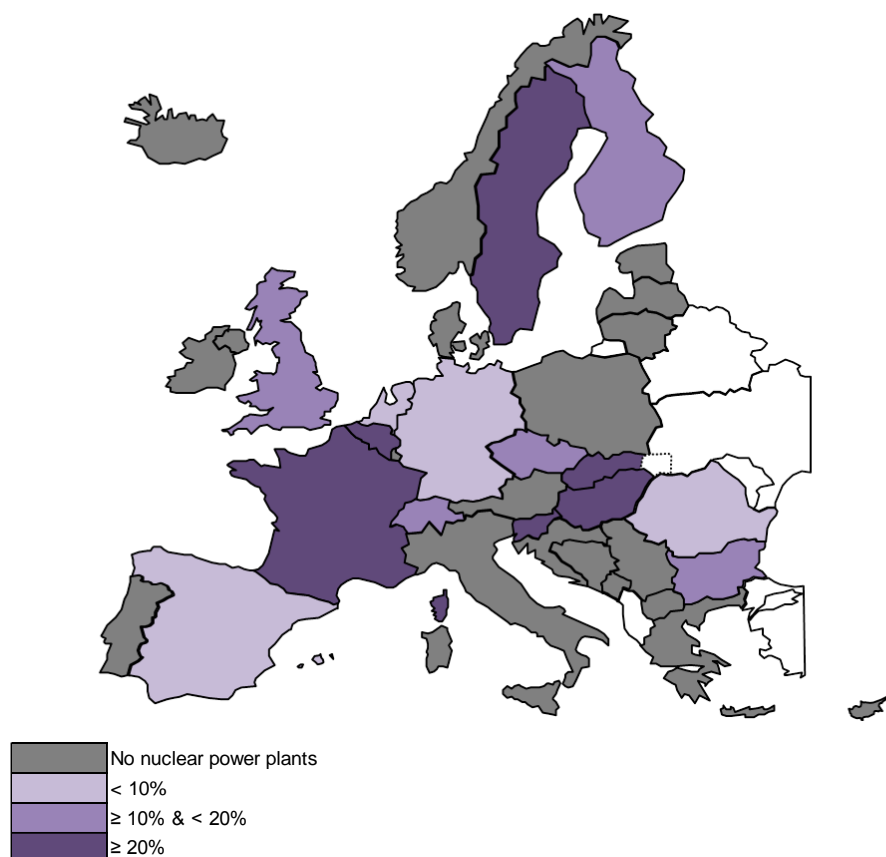 No nuclear power plants
< 10%
≥ 10% & < 20%
≥ 20%